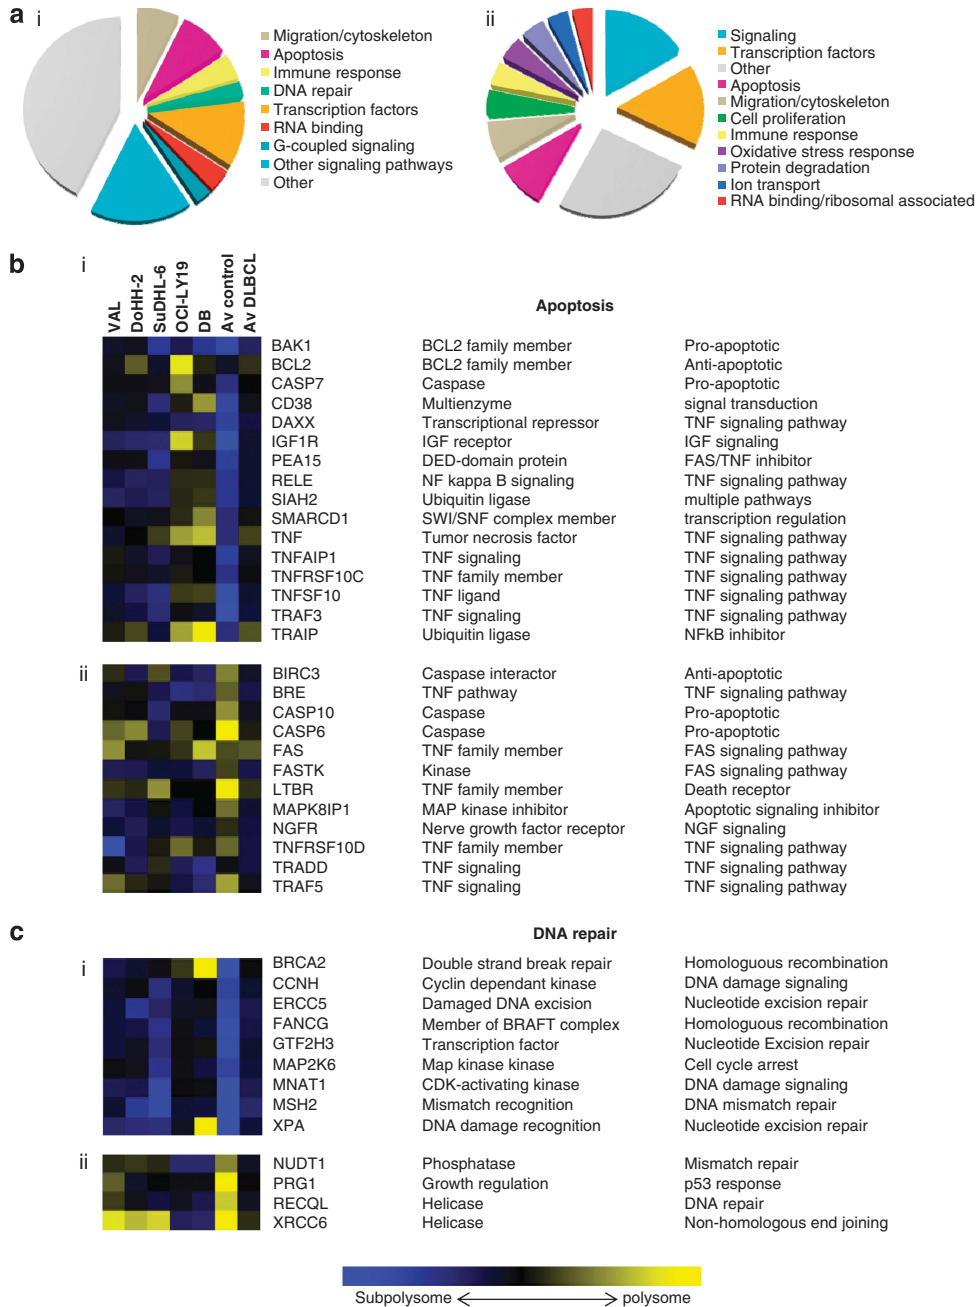 a i
Migration/cytoskeleton
Apoptosis
Immune response
DNA repair
Transcription factors
RNA binding
G-coupled signaling
Other signaling pathways
Other
ii
Signaling
Transcription factors
Other
Apoptosis
Migration/cytoskeleton
Cell proliferation
Immune response
Oxidative stress response
Protein degradation
Ion transport
RNA binding/ribosomal associated
b i
VAL DoHH-2 SuDHL-6 OCI-LY19 DB Av control Av DLBCL
Apoptosis
BAK1 BCL2 family member Pro-apoptotic
BCL2 BCL2 family member Anti-apoptotic
CASP7 Caspase Pro-apoptotic
CD38 Multienzyme signal transduction
DAXX Transcriptional repressor TNF signaling pathway
IGF1R IGF receptor IGF signaling
PEA15 DED-domain protein FAS/TNF inhibitor
RELE NF kappa B signaling TNF signaling pathway
SIAH2 Ubiquitin ligase multiple pathways
SMARCD1 SWI/SNF complex member transcription regulation
TNF Tumor necrosis factor TNF signaling pathway
TNFAIP1 TNF signaling TNF signaling pathway
TNFRSF10C TNF family member TNF signaling pathway
TNFSF10 TNF ligand TNF signaling pathway
TRAF3 TNF signaling TNF signaling pathway
TRAIP Ubiquitin ligase NFkB inhibitor
ii
BIRC3 Caspase interactor Anti-apoptotic
BRE TNF pathway TNF signaling pathway
CASP10 Caspase Pro-apoptotic
CASP6 Caspase Pro-apoptotic
FAS TNF family member FAS signaling pathway
FASTK Kinase FAS signaling pathway
LTBR TNF family member Death receptor
MAPK8IP1 MAP kinase inhibitor Apoptotic signaling inhibitor
NGFR Nerve growth factor receptor NGF signaling
TNFRSF10D TNF family member TNF signaling pathway
TRADD TNF signaling TNF signaling pathway
TRAF5 TNF signaling TNF signaling pathway
c
DNA repair
i
BRCA2 Double strand break repair Homologuous recombination
CCNH Cyclin dependant kinase DNA damage signaling
ERCC5 Damaged DNA excision Nucleotide excision repair
FANCG Member of BRAFT complex Homologuous recombination
GTF2H3 Transcription factor Nucleotide Excision repair
MAP2K6 Map kinase kinase Cell cycle arrest
MNAT1 CDK-activating kinase DNA damage signaling
MSH2 Mismatch recognition DNA mismatch repair
XPA DNA damage recognition Nucleotide excision repair
ii
NUDT1 Phosphatase Mismatch repair
PRG1 Growth regulation p53 response
RECQL Helicase DNA repair
XRCC6 Helicase Non-homologous end joining
Subpolysome polysome